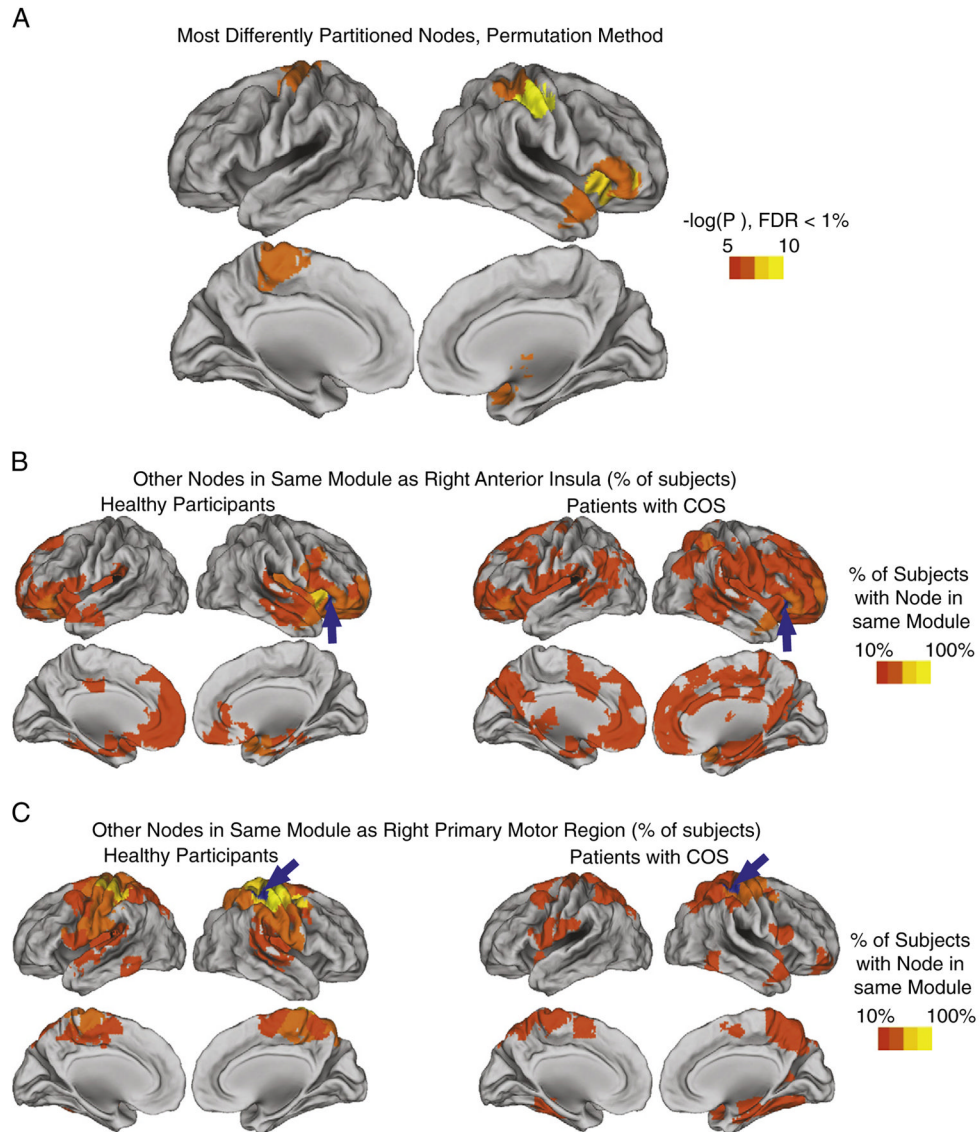 A
Most Differently Partitioned Nodes, Permutation Method
-log(P ), FDR < 1%
5 10
B
Other Nodes in Same Module as Right Anterior Insula (% of subjects)
Healthy Participants
Patients with COS
% of Subjects
with Node in
same Module
10% 100%
C
Other Nodes in Same Module as Right Primary Motor Region (% of subjects)
Healthy Participants
Patients with COS
% of Subjects
with Node in
same Module
10% 100%